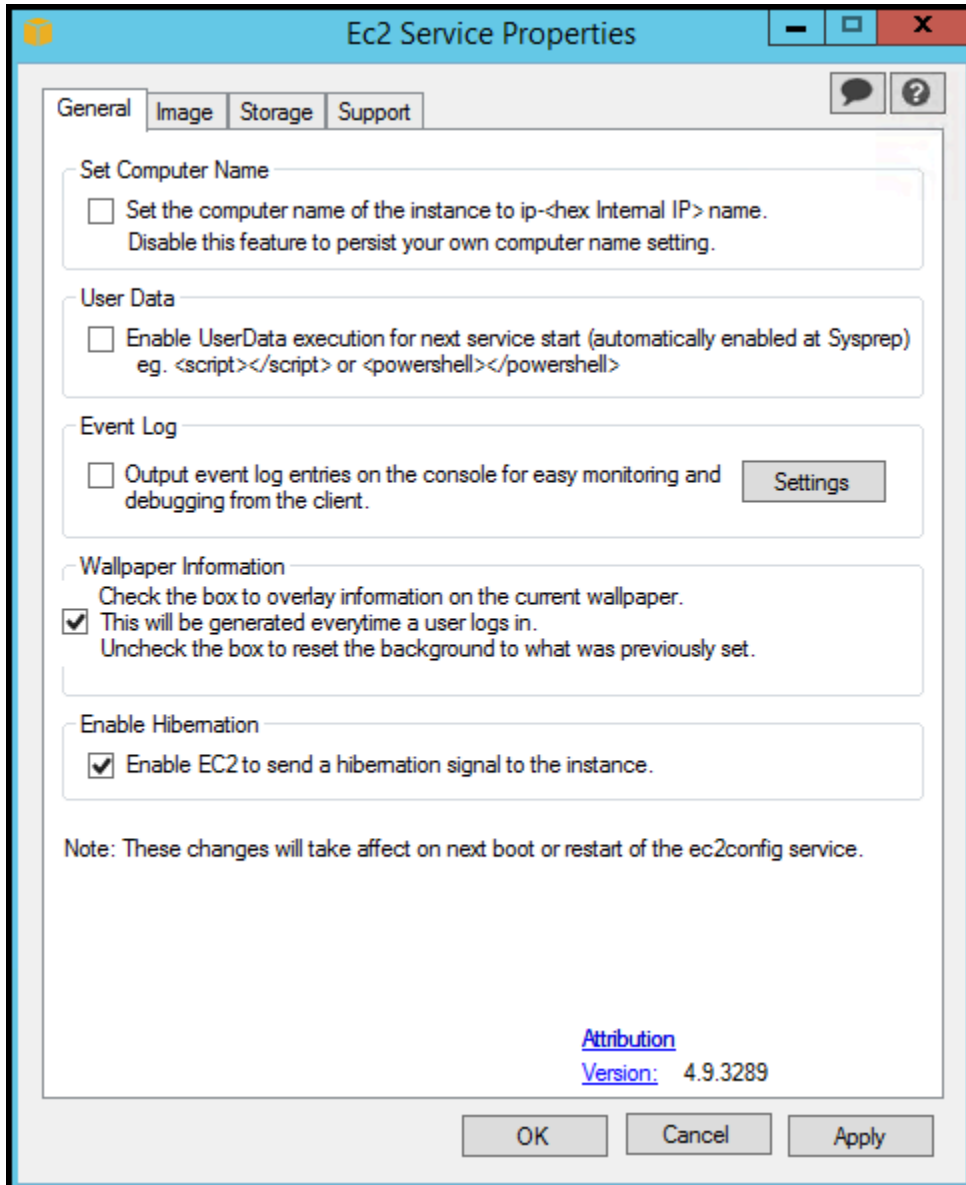 Ec2 Service Properties
General
Image
Storage
Support
Set Computer Name
Set the computer name of the instance to ip-<hex Internal IP> name.
Disable this feature to persist your own computer name setting.
User Data
Enable UserData execution for next service start (automatically enabled at Sysprep)
eg. <script></script> or <powershell></powershell>
Event Log
Output event log entries on the console for easy monitoring and
debugging from the client.
Settings
Wallpaper Information
Check the box to overlay information on the current wallpaper.
This will be generated everytime a user logs in.
Uncheck the box to reset the background to what was previously set.
Enable Hibernation
Enable EC2 to send a hibernation signal to the instance.
Note: These changes will take affect on next boot or restart of the ec2config service.
Attribution
Version: 4.9.3289
OK
Cancel
Apply